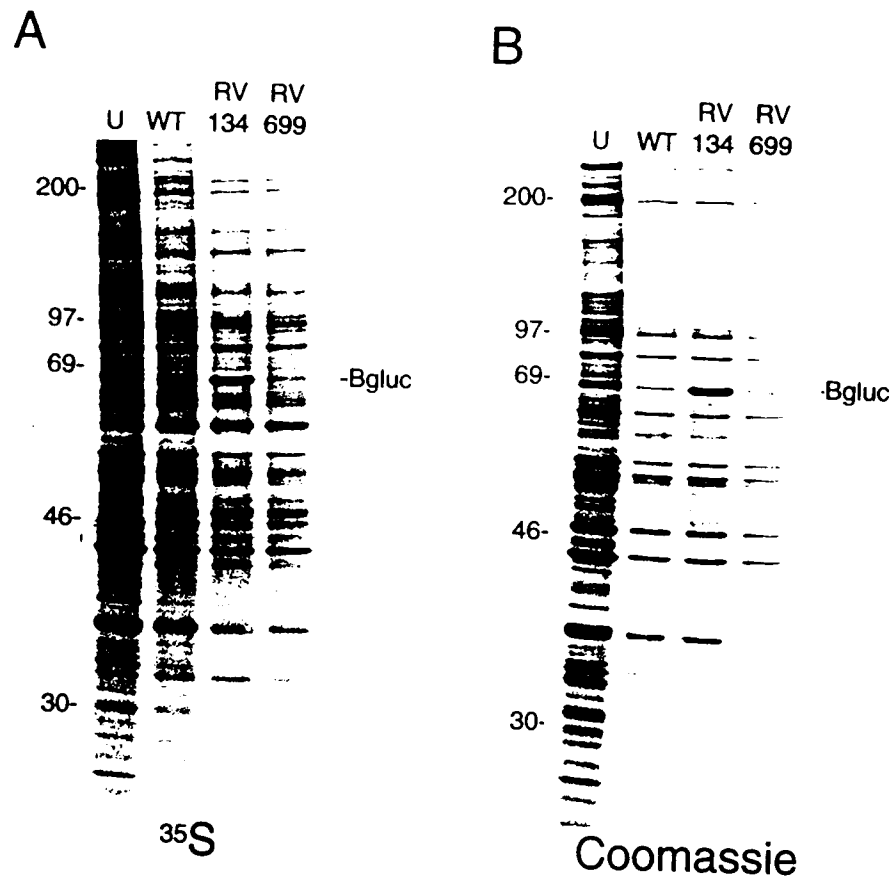 A
RV RV
U WT 134 699
200-
97-
69-
-Bgluc
46-
30-
35S
B
RV RV
U WT 134 699
200-
97-
69-
-Bgluc
46-
30-
Coomassie